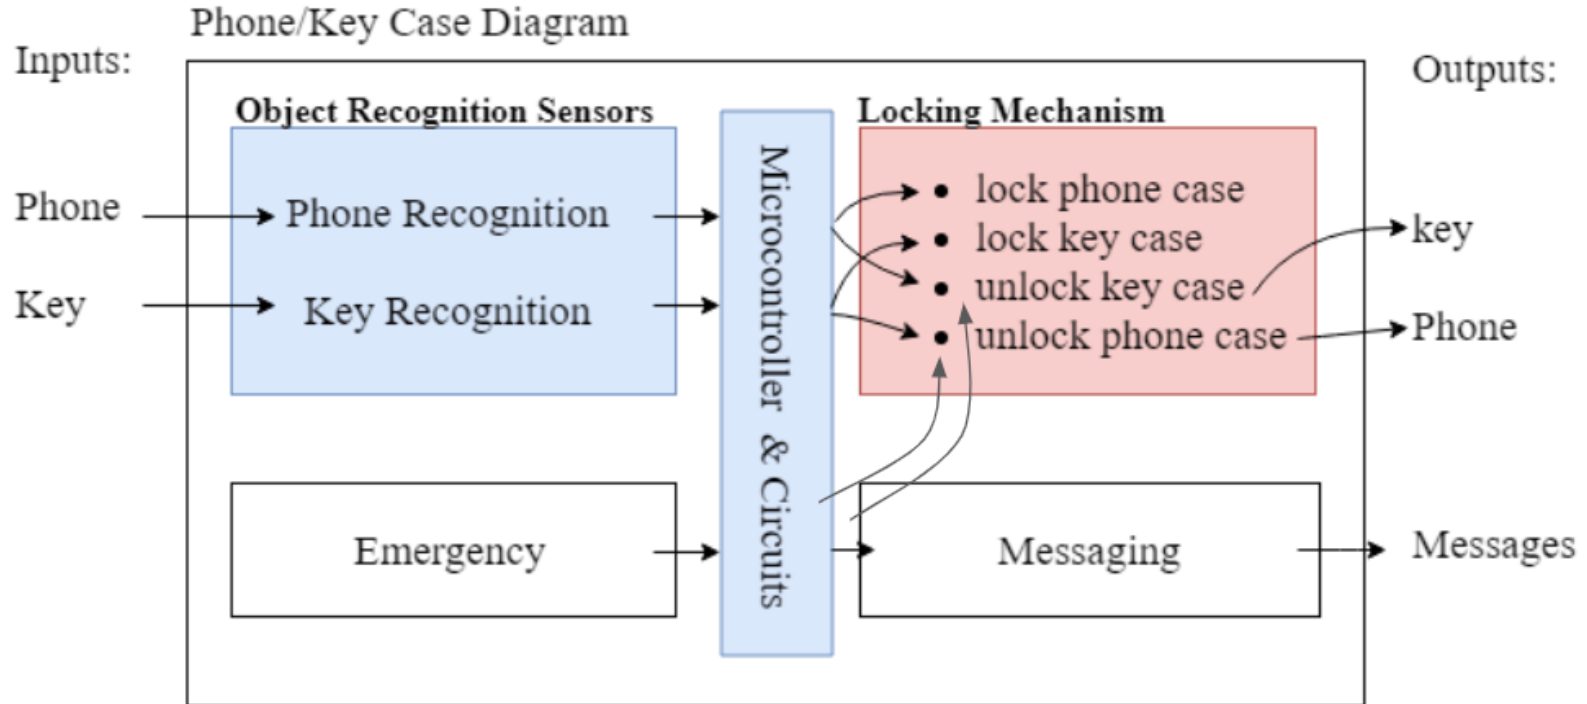 Phone/Key Case Diagram
Inputs:
Outputs:
Object Recognition Sensors
Locking Mechanism
Phone
Key
Phone Recognition
Key Recognition
Microcontroller & Circuits
• lock phone case
• lock key case
• unlock key case
• unlock phone case
key
Phone
Emergency
Messaging
Messages